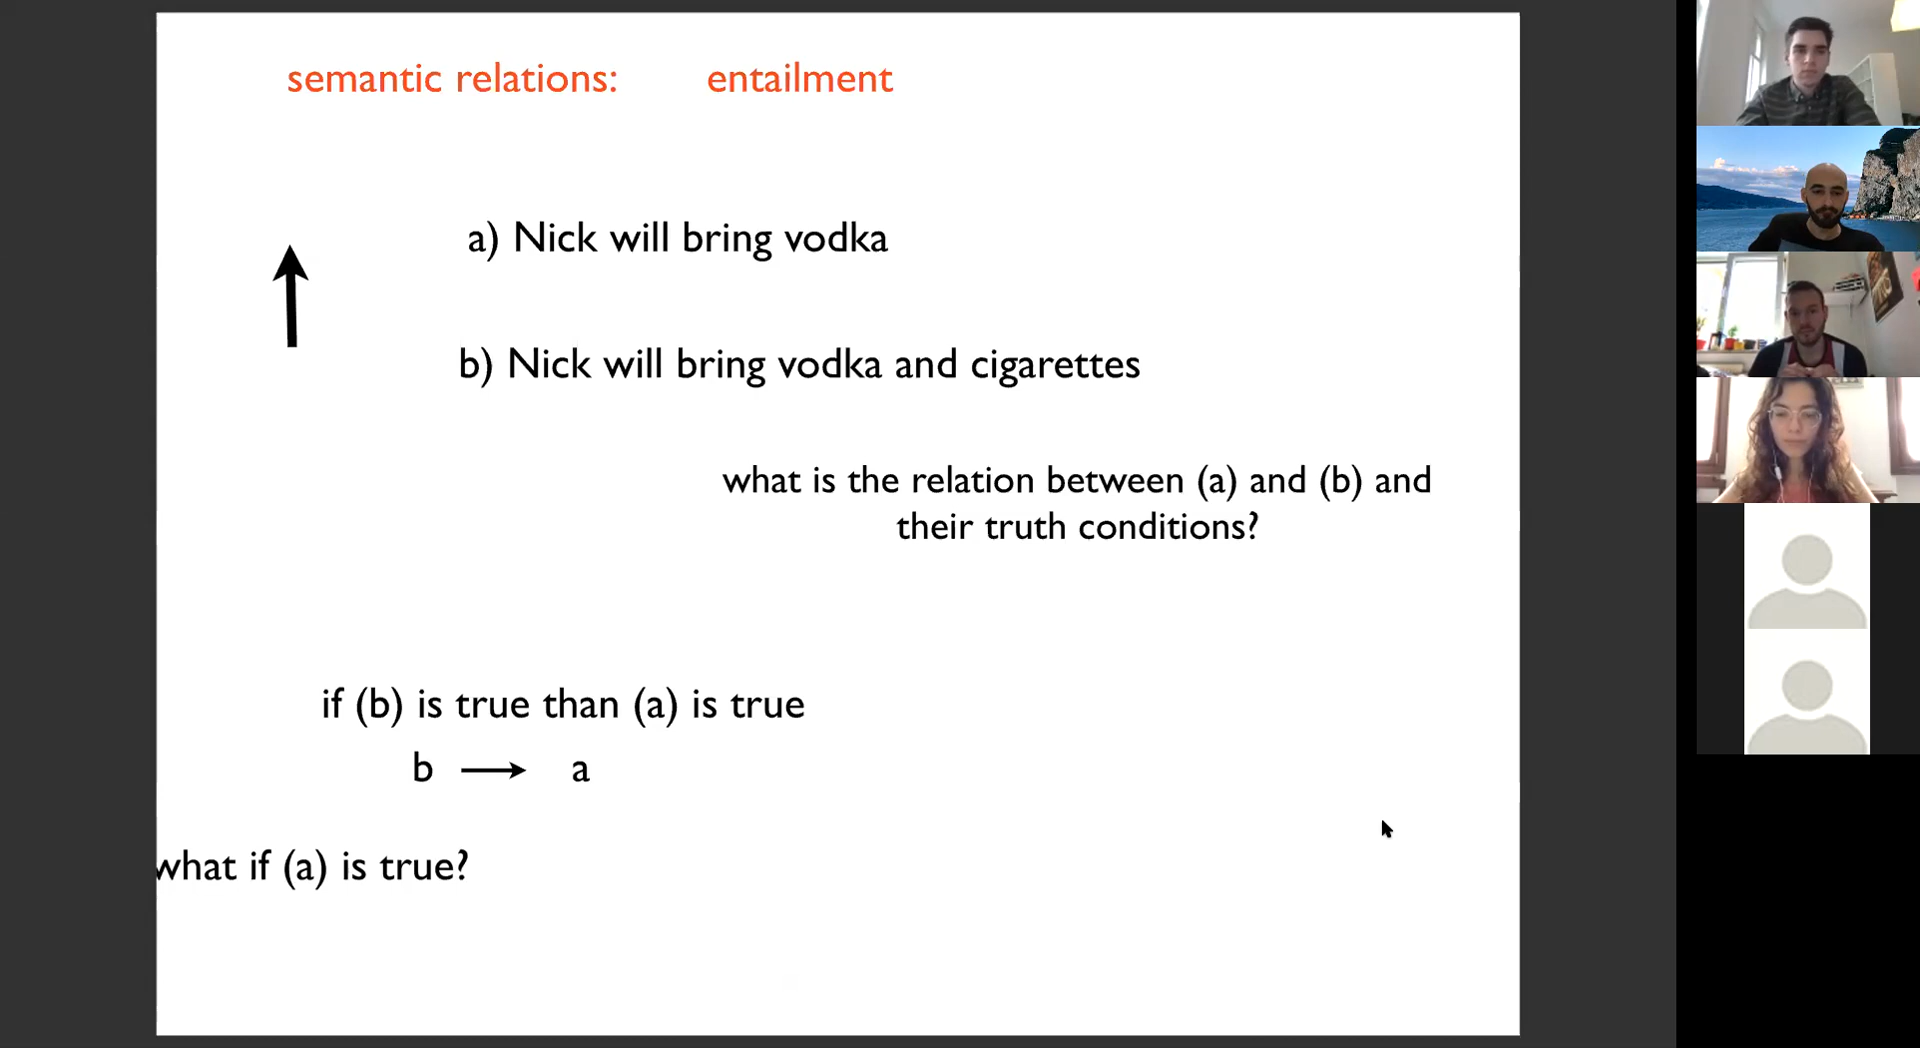 semantic relations: entailment
a) Nick will bring vodka
b) Nick will bring vodka and cigarettes
what is the relation between (a) and (b) and
their truth conditions?
if (b) is true than (a) is true
b → a
what if (a) is true?